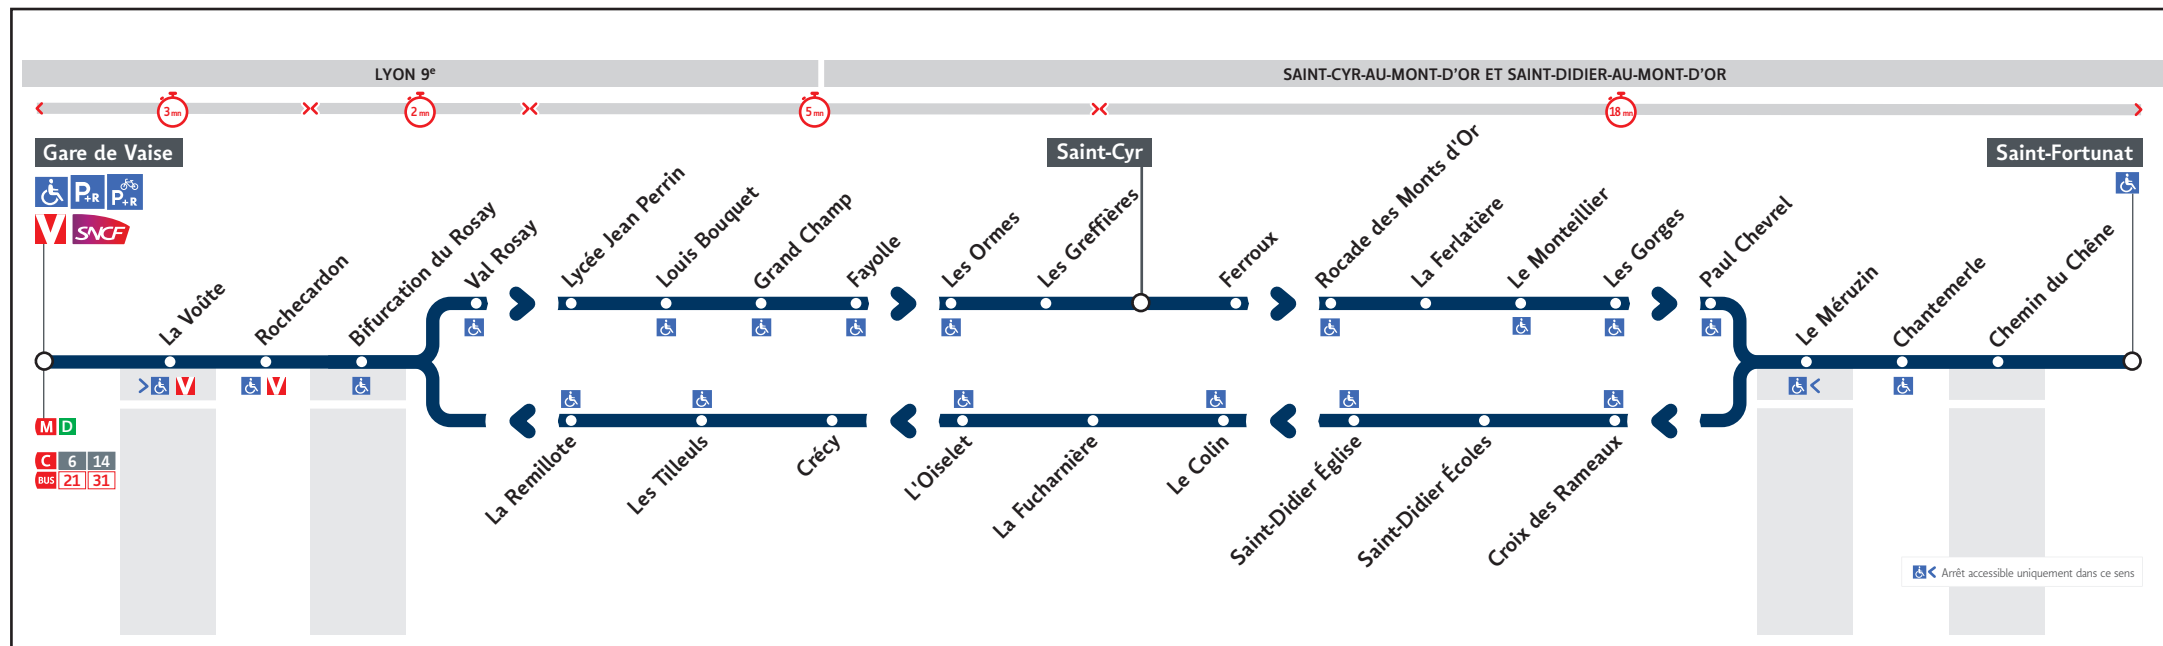 LYON 9e
SAINT-CYR-AU-MONT-D'OR ET SAINT-DIDIER-AU-MONT-D'OR
3 mn
2 mn
5 mn
18 mn
Gare de Vaise
Saint-Cyr
Saint-Fortunat
P+R
P+R
V
SNCF
La Voûte
Rochecardon
Bifurcation du Rosay
Val Rosay
Lycée Jean Perrin
Louis Bouquet
Grand Champ
Fayolle
Les Ormes
Les Greffières
Ferroux
Rocade des Monts d'Or
La Ferlatière
Le Monteillier
Les Gorges
Paul Chevrel
Le Méruzin
Chantemerle
Chemin du Chêne
V
V
La Remillote
Les Tilleuls
Crécy
L'Oiselet
La Fucharnière
Le Colin
Saint-Didier Église
Saint-Didier Écoles
Croix des Rameaux
M D
C 6 14
BUS 21 31
Arrêt accessible uniquement dans ce sens